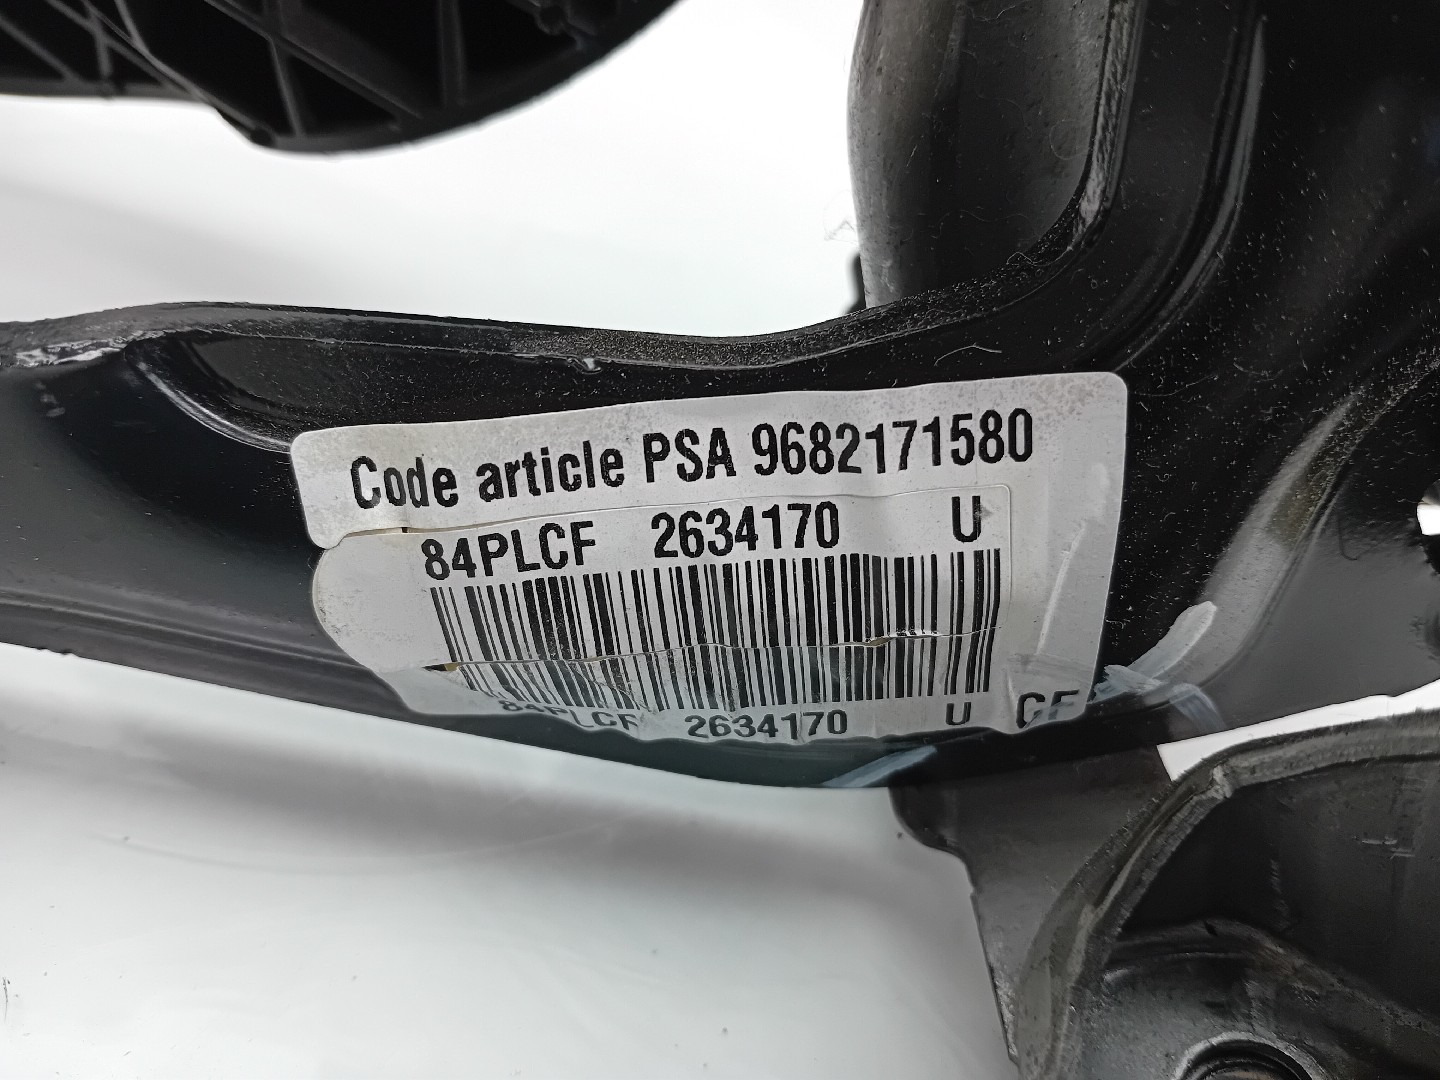 Code article PSA 9682171580
84PLCF 2634170 U
84PLCF 2634170 U CF